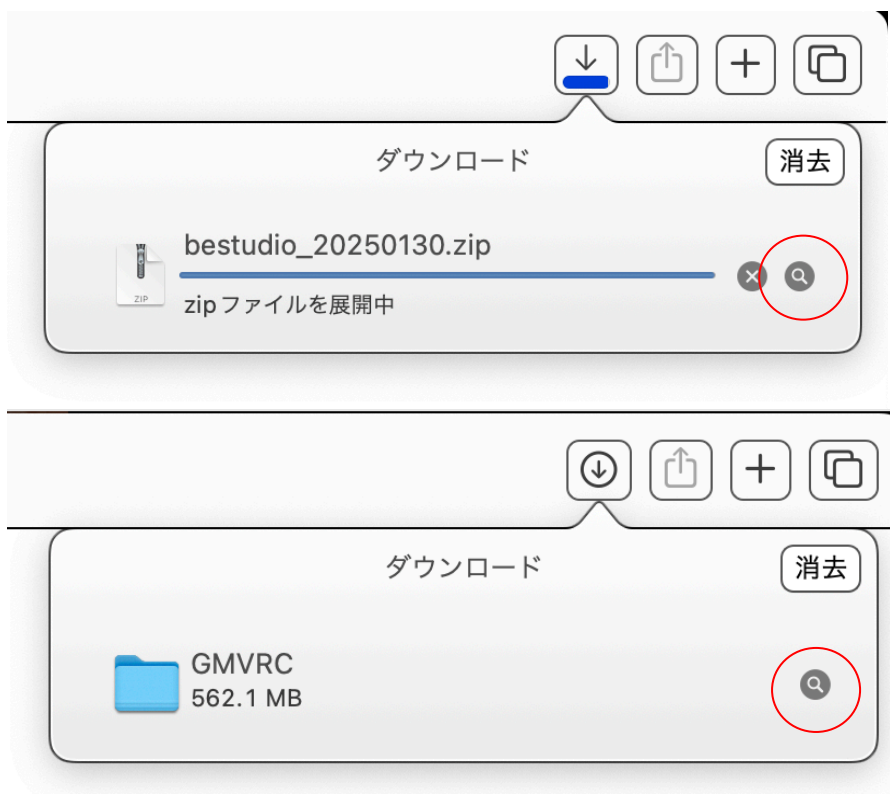 ダウンロード
消去
bestudio_20250130.zip
ZIP
zipファイルを展開中
ダウンロード
消去
GMVRC
562.1 MB